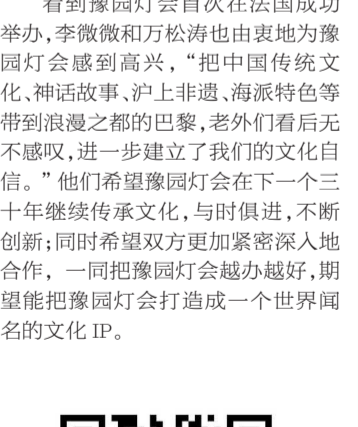 看到豫园灯会首次在法国成功
举办，李微微和万松涛也由衷地为豫
园灯会感到高兴，“把中国传统文
化、神话故事、沪上非遗、海派特色等
带到浪漫之都的巴黎，老外们看后无
不感叹，进一步建立了我们的文化自
信。”他们希望豫园灯会在下一个三
十年继续传承文化，与时俱进，不断
创新；同时希望双方更加紧密深入地
合作，一同把豫园灯会越办越好，期
望能把豫园灯会打造成一个世界闻
名的文化 IP。